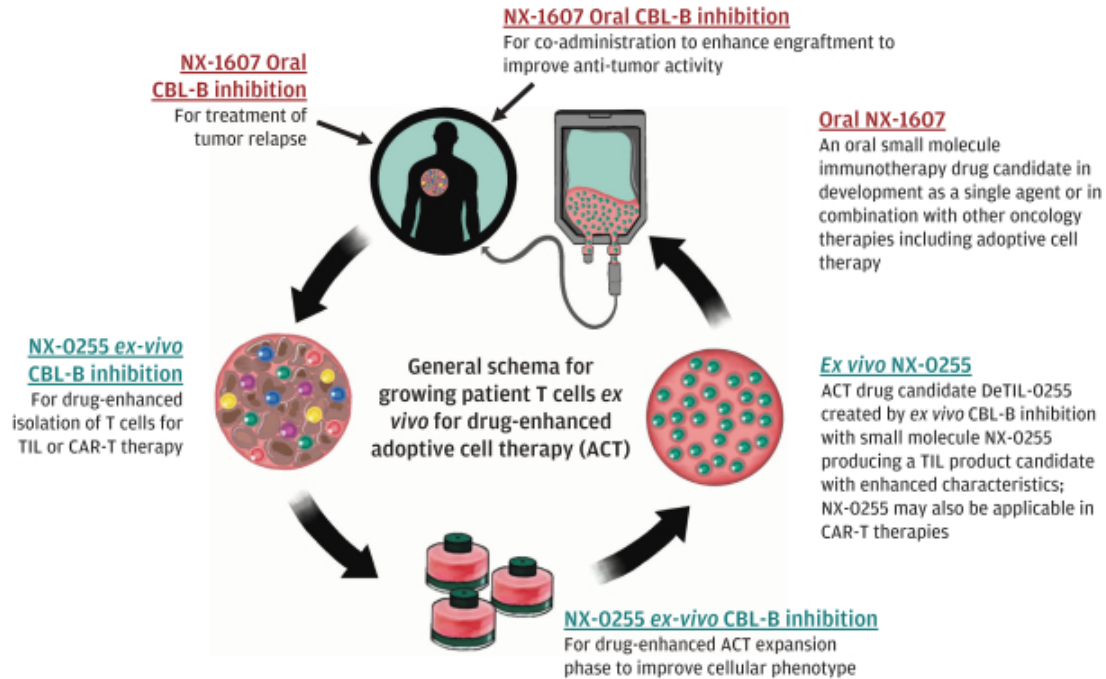 NX-1607 Oral CBL-B inhibition
For co-administration to enhance engraftment to
improve anti-tumor activity
NX-1607 Oral
CBL-B inhibition
For treatment of
tumor relapse
Oral NX-1607
An oral small molecule
immunotherapy drug candidate in
development as a single agent or in
combination with other oncology
therapies including adoptive cell
therapy
NX-0255 ex-vivo
CBL-B inhibition
For drug-enhanced
isolation of T cells for
TIL or CAR-T therapy
General schema for
growing patient T cells ex
vivo for drug-enhanced
adoptive cell therapy (ACT)
Ex vivo NX-0255
ACT drug candidate DeTIL-0255
created by ex vivo CBL-B inhibition
with small molecule NX-0255
producing a TIL product candidate
with enhanced characteristics;
NX-0255 may also be applicable in
CAR-T therapies
NX-0255 ex-vivo CBL-B inhibition
For drug-enhanced ACT expansion
phase to improve cellular phenotype